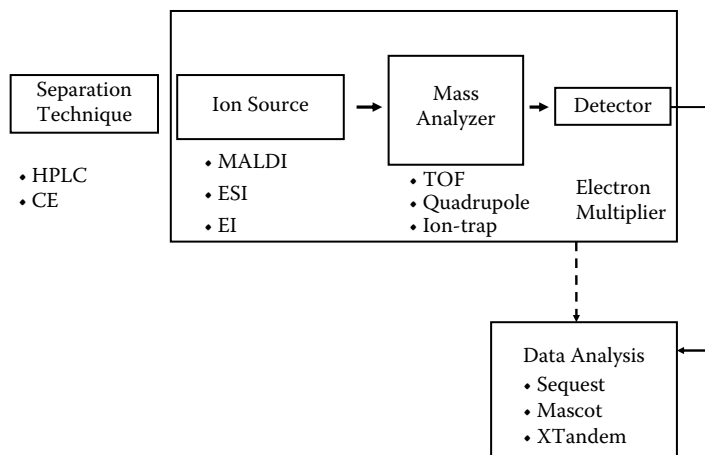 Separation
Technique
• HPLC
• CE
Ion Source
• MALDI
• ESI
• EI
Mass
Analyzer
• TOF
• Quadrupole
• Ion-trap
Detector
Electron
Multiplier
Data Analysis
• Sequest
• Mascot
• XTandem